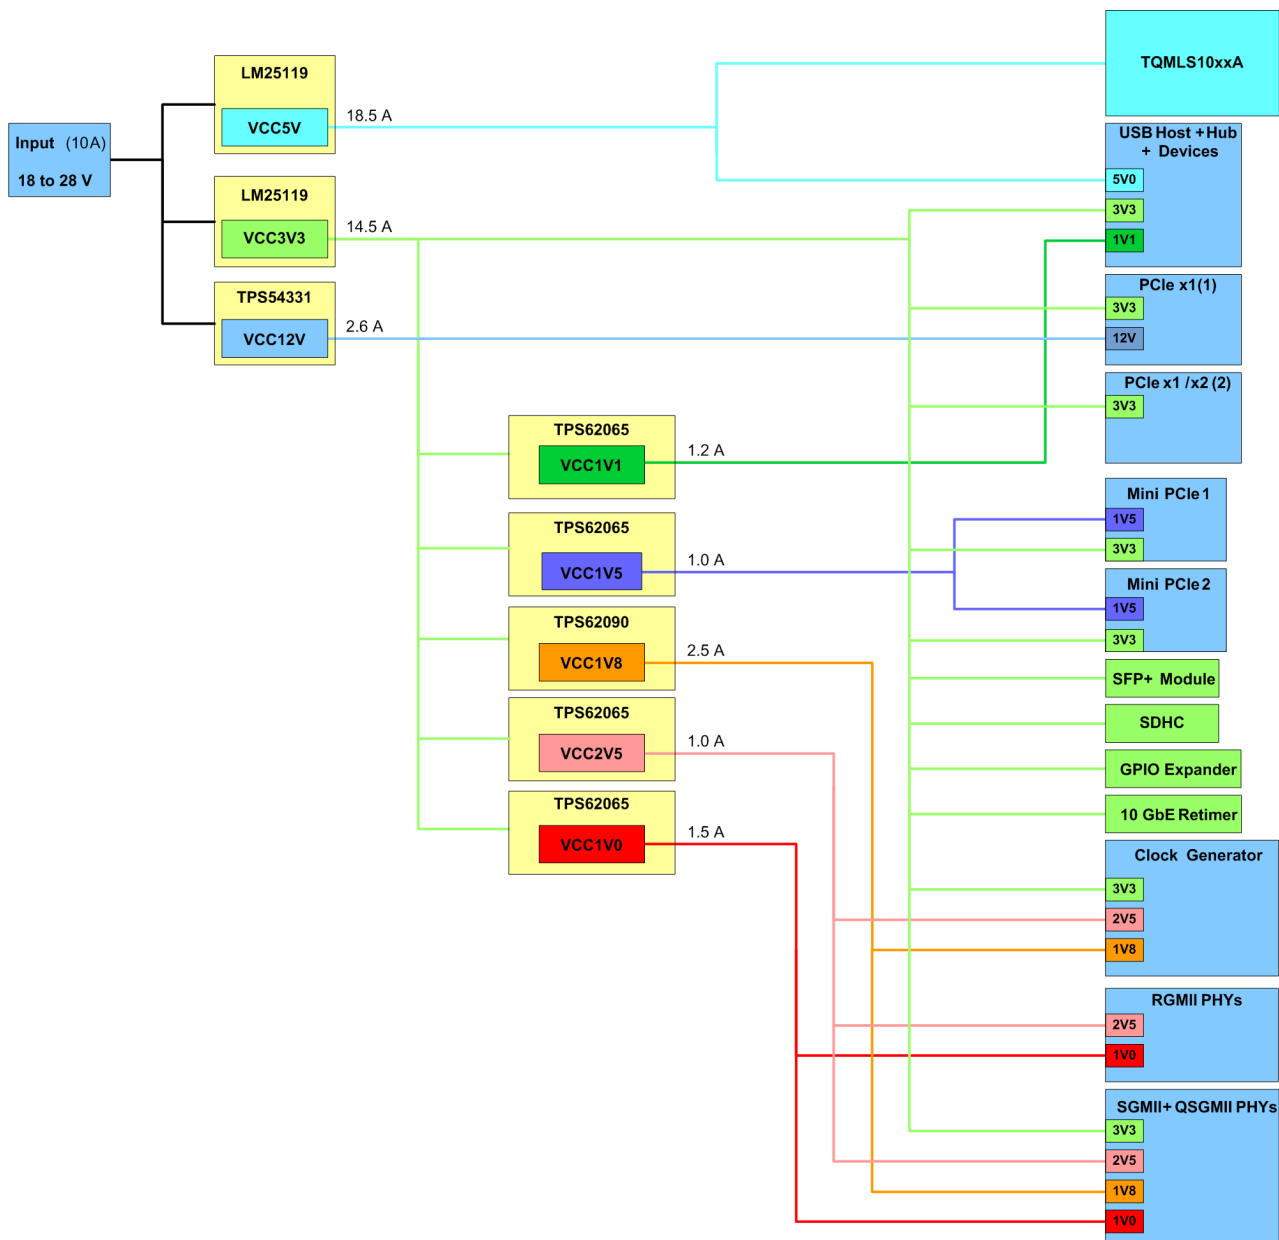 Input (10A)
18 to 28 V
LM25119
VCC5V
18.5 A
LM25119
VCC3V3
14.5 A
TPS54331
VCC12V
2.6 A
TPS62065
VCC1V1
1.2 A
TPS62065
VCC1V5
1.0 A
TPS62090
VCC1V8
2.5 A
TPS62065
VCC2V5
1.0 A
TPS62065
VCC1V0
1.5 A
TQMLS10xxA
USB Host +Hub
+ Devices
5V0
3V3
1V1
PCIe x1(1)
3V3
12V
PCIe x1 /x2 (2)
3V3
Mini PCIe 1
1V5
3V3
Mini PCIe 2
1V5
3V3
SFP+ Module
SDHC
GPIO Expander
10 GbE Retimer
Clock Generator
3V3
2V5
1V8
RGMII PHYs
2V5
1V0
SGMII+ QSGMII PHYs
3V3
2V5
1V8
1V0